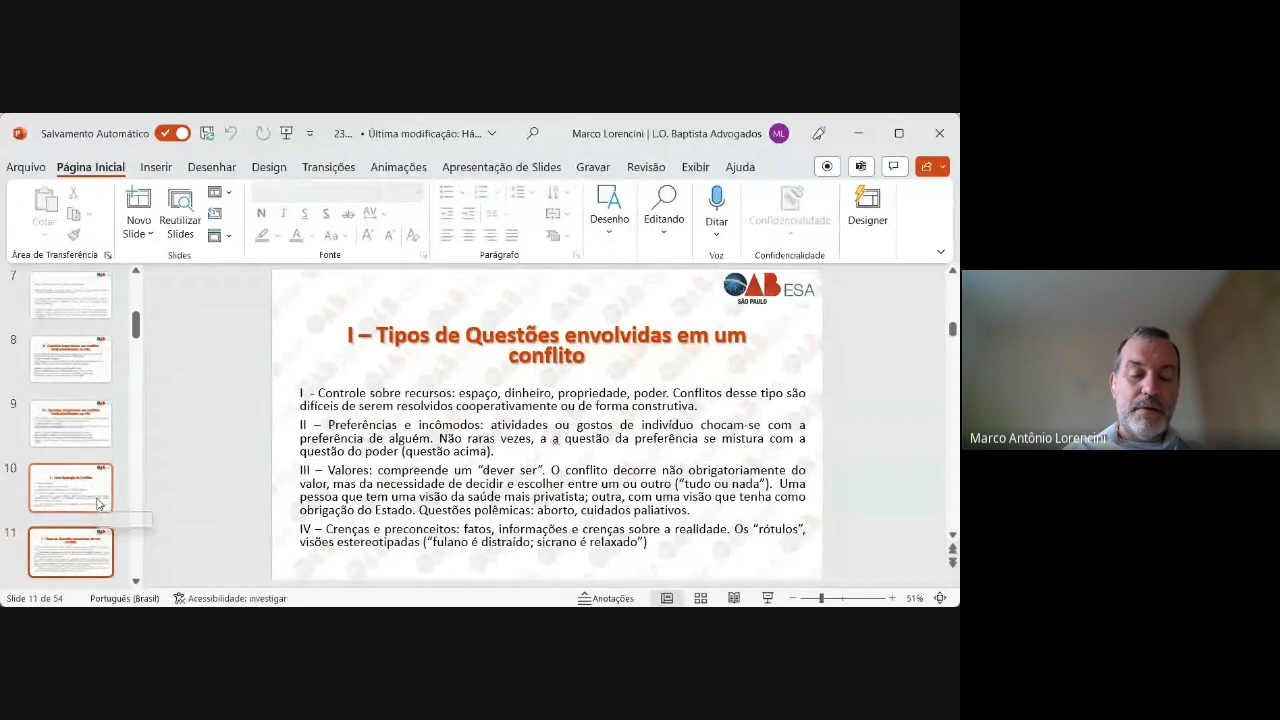 Salvamento Automático
23... • Última modificação: Há...
Marco Lorencini | L.O. Baptista Advogados
ML
Arquivo Página Inicial Inserir Desenhar Design Transições Animações Apresentação de Slides Gravar Revisão Exibir Ajuda
Colar
Novo Slide
Reutilizar Slides
Desenho
Editando
Ditar
Confidencialidade
Designer
Área de Transferência
Slides
Fonte
Parágrafo
Voz
Confidencialidade
7
8
9
10
11
OAB ESA
SÃO PAULO
I – Tipos de Questões envolvidas em um
conflito
I - Controle sobre recurdos: espaço, dinheiro, propriedade, poder. Conflitos desse tipo são
difíceis de serem resolvidos cooperativamente ou de forma construtiva.
II – Preferências e incômodos: atividades ou gostos de indivíduo chocam-se com a
preferência de alguém. Não raras vezes, a a questão da preferência se mistura com a
questão do poder (questão acima).
III – Valores: compreende um “dever ser”. O conflito decorre não obrigatoriamente do
valor, mas da necessidade de se ter de escolher entre um ou outro (“tudo ou nada”). Uma
pessoa que tem uma visão da saúde mais privatista; outra, com uma visão que tenha como
obrigação do Estado. Questões polêmicas: aborto, cuidados paliativos.
IV – Crenças e preconceitos: fatos, informações e crenças sobre a realidade. Os “rótulos,
visões estereotipadas (“fulano é distraído; sicrano é relaxado”)
Marco Antônio Lorencini
Slide 11 de 54
Português (Brasil)
Acessibilidade: investigar
Anotações
51%